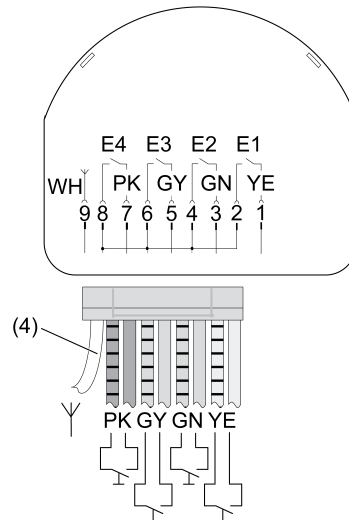 E4 E3 E2 E1
WH PK GY GN YE
9 8 7 6 5 4 3 2 1
(4)
PK GY GN YE